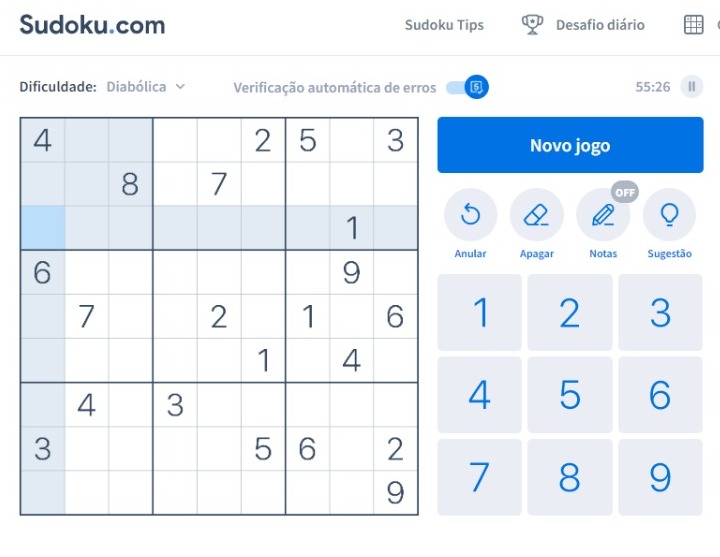 Sudoku.com
Sudoku Tips
Desafio diário
Dificuldade: Diabólica
Verificação automática de erros
55:26
4 2 5 3
8 7
1
6 9
7 2 1 6
1 4
4 3
3 5 6 2
9
Novo jogo
OFF
Anular
Apagar
Notas
Sugestão
1 2 3
4 5 6
7 8 9